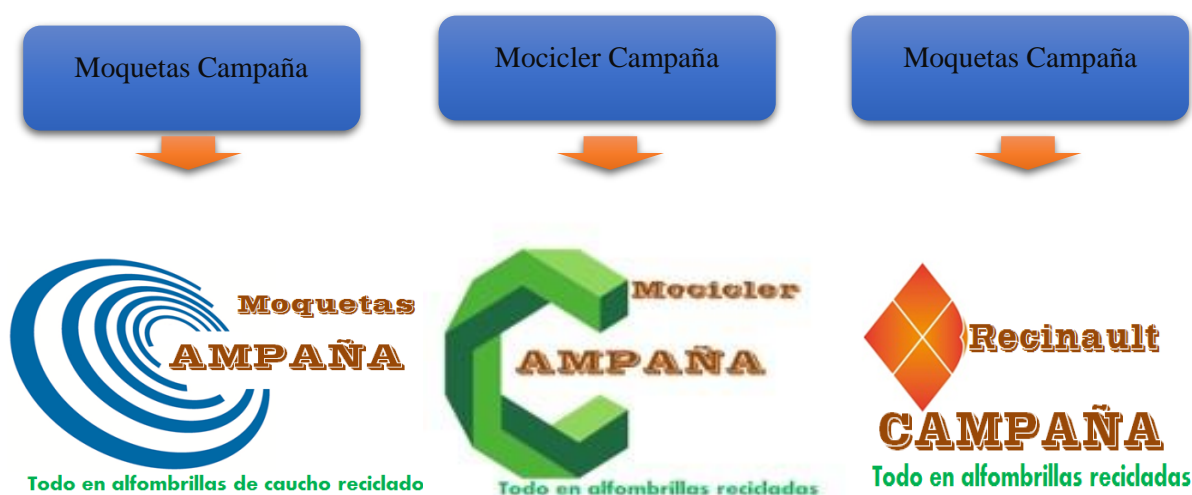 Moquetas Campaña
Mocicler Campaña
Moquetas Campaña
Moquetas
AMPAÑA
Todo en alfombrillas de caucho reciclado
Mocicler
AMPAÑA
Todo en alfombrillas recicladas
Recinault
CAMPAÑA
Todo en alfombrillas recicladas